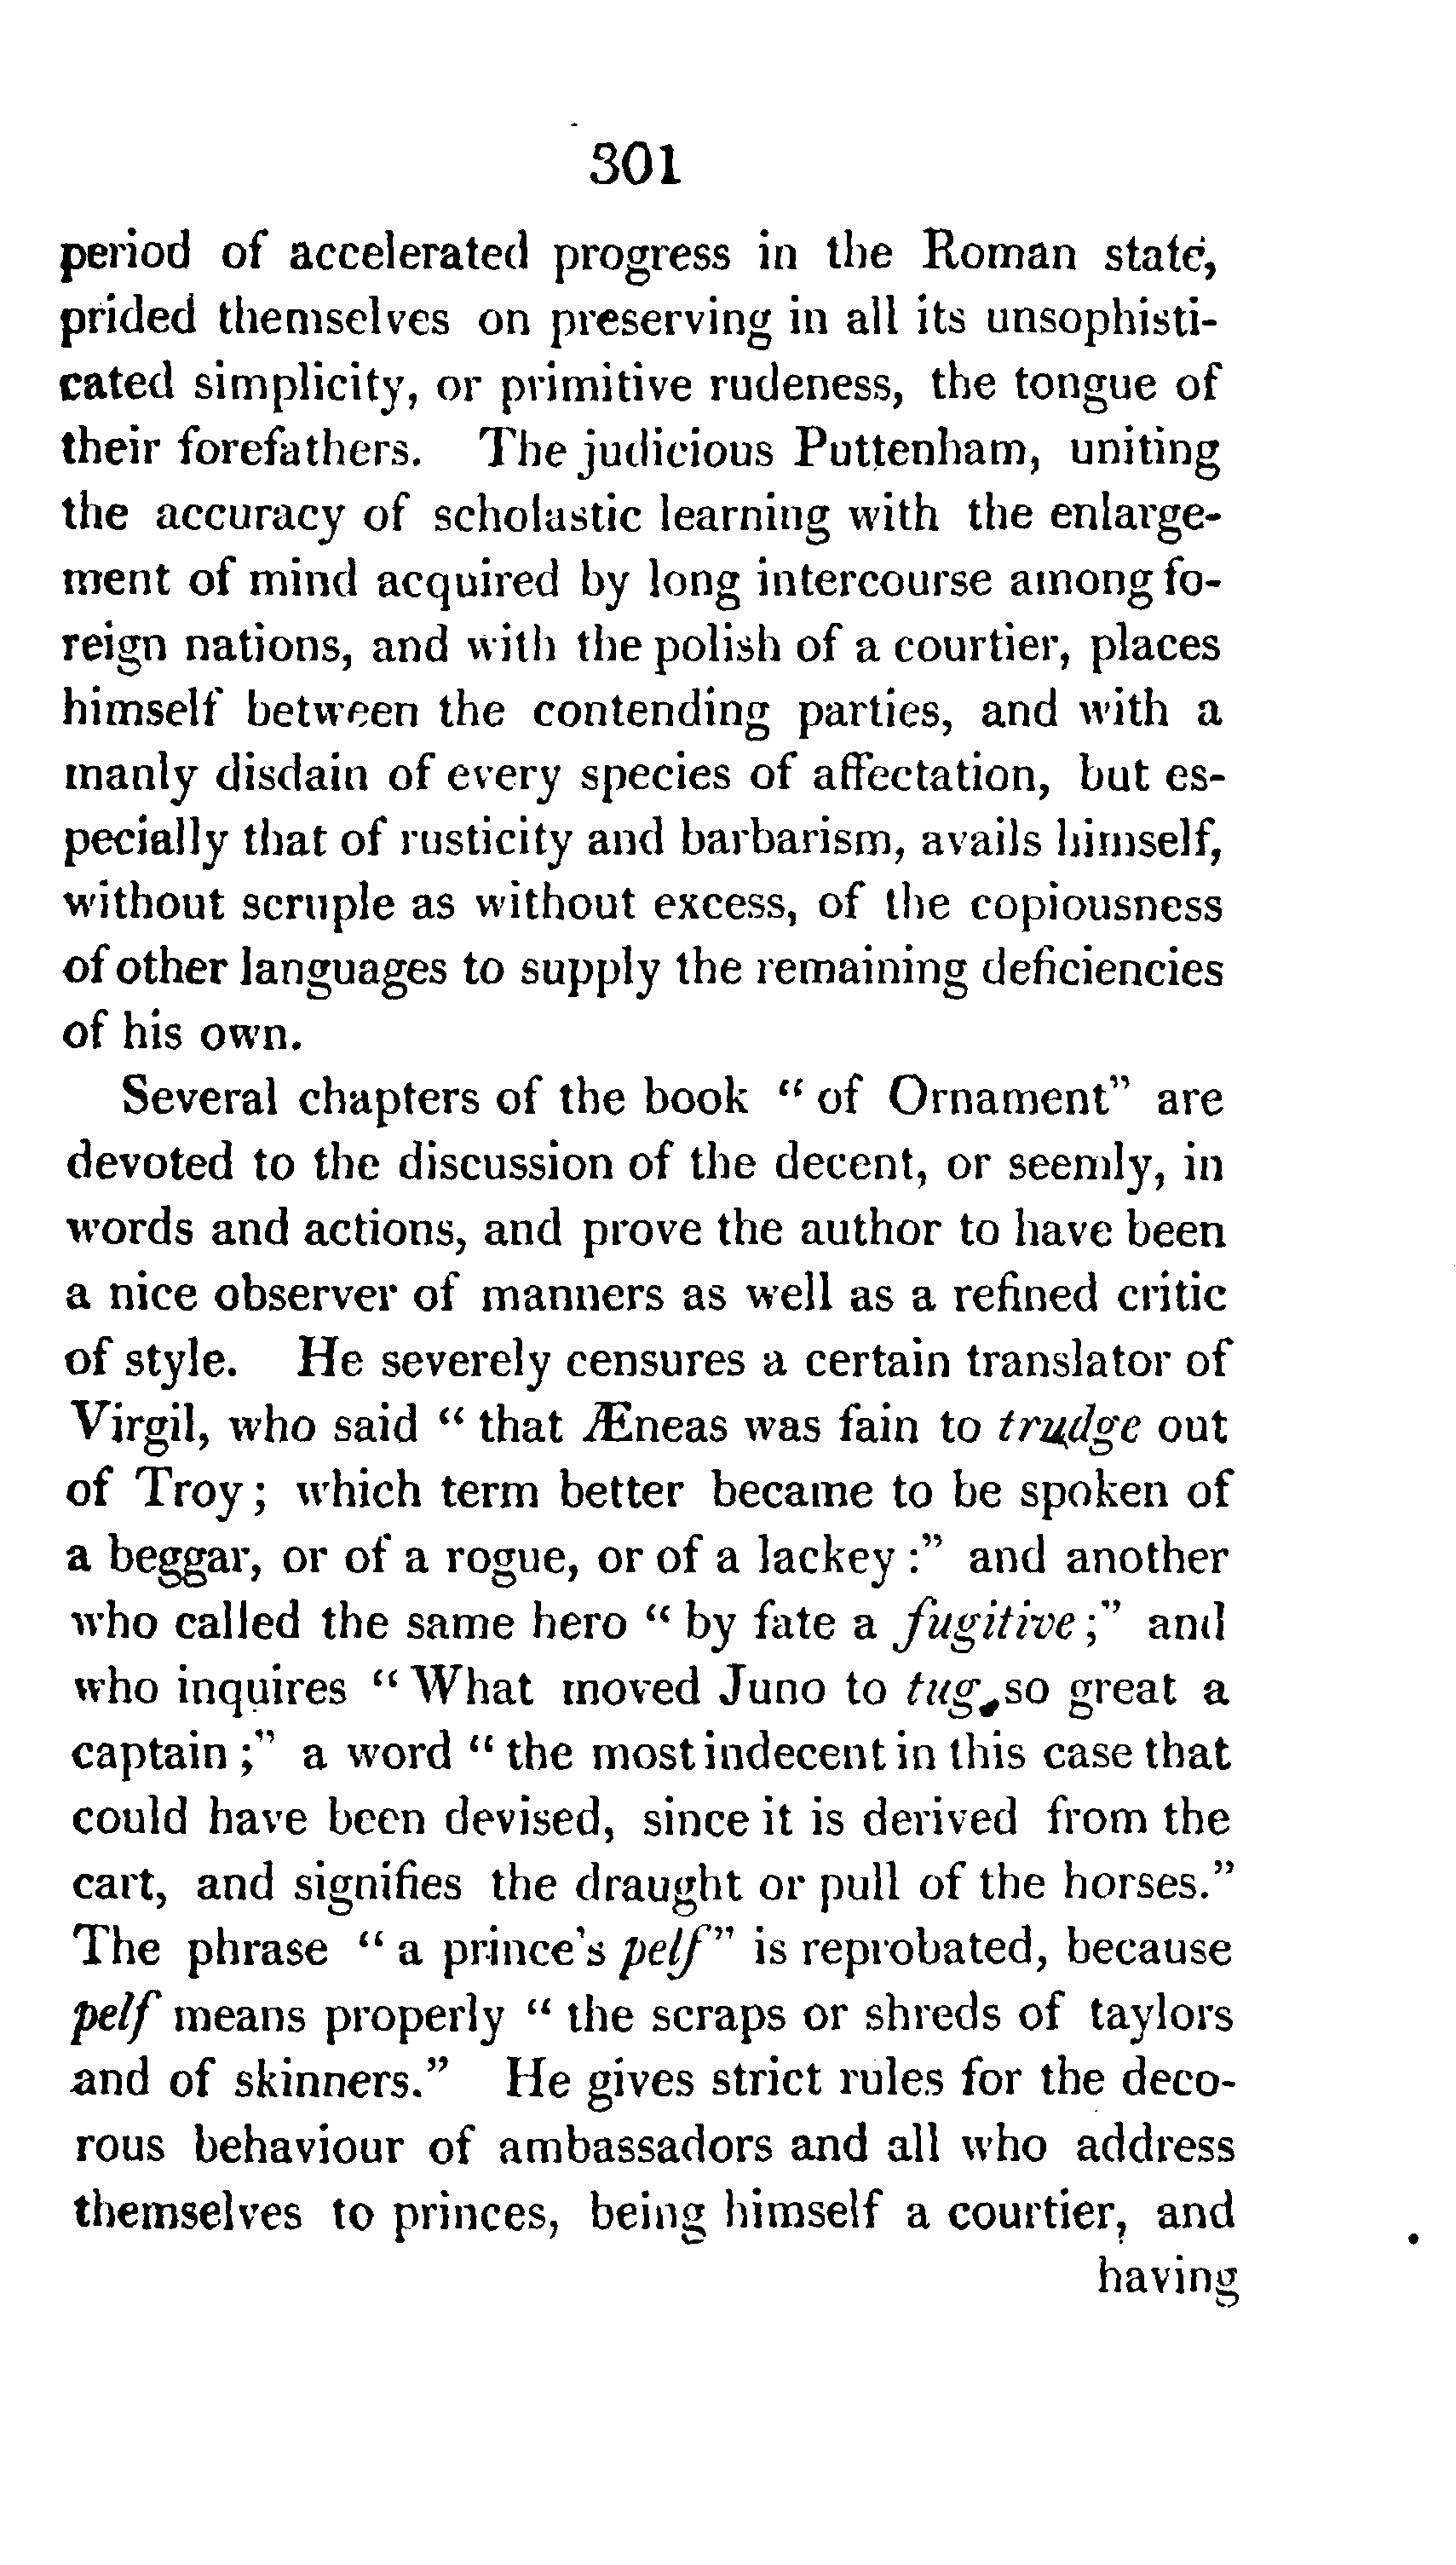 301
period of accelerated progress in the Roman state,
prided themselves on preserving in all its unsophisti-
cated simplicity, or primitive rudeness, the tongue of
their forefathers. The judicious Puttenham, uniting
the accuracy of scholastic learning with the enlarge-
ment of mind acquired by long intercourse among fo-
reign nations, and with the polish of a courtier, places
himself between the contending parties, and with a
manly disdain of every species of affectation, but es-
pecially that of rusticity and barbarism, avails himself,
without scruple as without excess, of the copiousness
of other languages to supply the remaining deficiencies
of his own.
Several chapters of the book “ of Ornament” are
devoted to the discussion of the decent, or seemly, in
words and actions, and prove the author to have been
a nice observer of manners as well as a refined critic
of style. He severely censures a certain translator of
Virgil, who said “ that Æneas was fain to trudge out
of Troy ; which term better became to be spoken of
a beggar, or of a rogue, or of a lackey :” and another
who called the same hero “ by fate a fugitive ;” and
who inquires “ What moved Juno to tug so great a
captain ;” a word “ the most indecent in this case that
could have been devised, since it is derived from the
cart, and signifies the draught or pull of the horses.”
The phrase “ a prince's pelf” is reprobated, because
pelf means properly “ the scraps or shreds of taylors
and of skinners.” He gives strict rules for the deco-
rous behaviour of ambassadors and all who address
themselves to princes, being himself a courtier, and
having